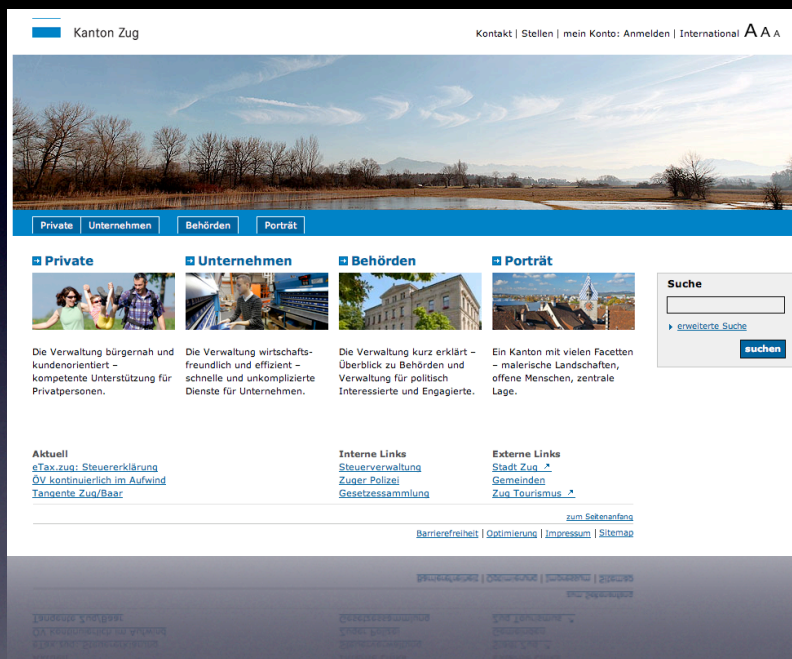 Kanton Zug
Kontakt | Stellen | mein Konto: Anmelden | International A A A
Private Unternehmen Behörden Porträt
Private
Die Verwaltung bürgernah und
kundenorientiert –
kompetente Unterstützung für
Privatpersonen.
Unternehmen
Die Verwaltung wirtschafts-
freundlich und effizient –
schnelle und unkomplizierte
Dienste für Unternehmen.
Behörden
Die Verwaltung kurz erklärt –
Überblick zu Behörden und
Verwaltung für politisch
Interessierte und Engagierte.
Porträt
Ein Kanton mit vielen Facetten
– malerische Landschaften,
offene Menschen, zentrale
Lage.
Suche
erweiterte Suche
suchen
Aktuell
eTax.zug: Steuererklärung
ÖV kontinuierlich im Aufwind
Tangente Zug/Baar
Interne Links
Steuerverwaltung
Zuger Polizei
Gesetzessammlung
Externe Links
Stadt Zug
Gemeinden
Zug Tourismus
zum Seitenanfang
Barrierefreiheit | Optimierung | Impressum | Sitemap